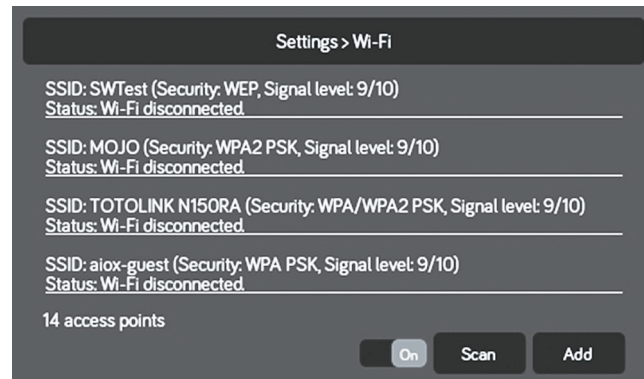 Settings > Wi-Fi
SSID: SWTest (Security: WEP, Signal level: 9/10)
Status: Wi-Fi disconnected.
SSID: MOJO (Security: WPA2 PSK, Signal level: 9/10)
Status: Wi-Fi disconnected.
SSID: TOTOLINK N150RA (Security: WPA/WPA2 PSK, Signal level: 9/10)
Status: Wi-Fi disconnected.
SSID: aiox-guest (Security: WPA PSK, Signal level: 9/10)
Status: Wi-Fi disconnected.
14 access points
On Scan Add